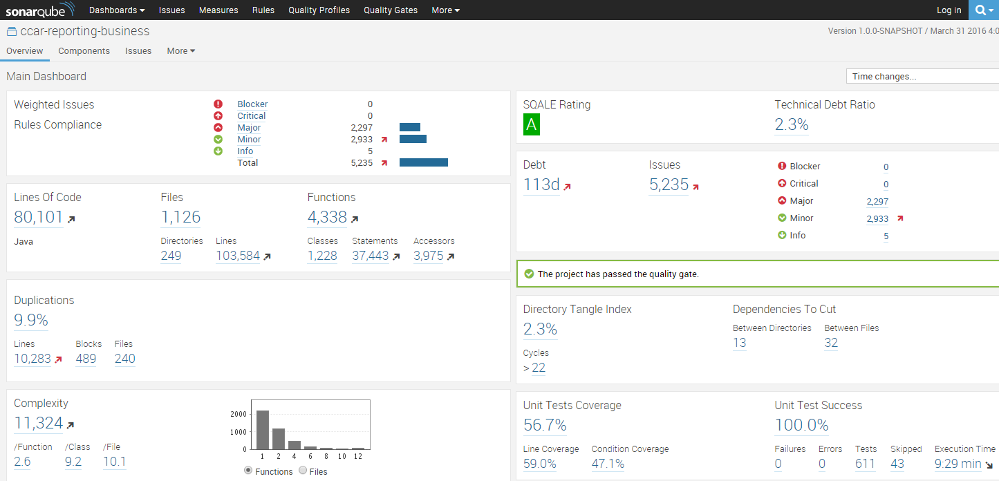 sonarqube Dashboards Issues Measures Rules Quality Profiles Quality Gates More Log in
ccar-reporting-business
Version 1.0.0-SNAPSHOT / March 31 2016 4:0
Overview Components Issues More
Main Dashboard
Time changes...
Weighted Issues
Rules Compliance
Blocker 0
Critical 0
Major 2,297
Minor 2,933
Info 5
Total 5,235
Lines Of Code
80,101
Java
Files
1,126
Directories Lines
249 103,584
Functions
4,338
Classes Statements Accessors
1,228 37,443 3,975
Duplications
9.9%
Lines Blocks Files
10,283 489 240
Complexity
11,324
/Function /Class /File
2.6 9.2 10.1
2000
1000
0
1 2 4 6 8 10 12
Functions Files
SQALE Rating
A
Technical Debt Ratio
2.3%
Debt
113d
Issues
5,235
Blocker 0
Critical 0
Major 2,297
Minor 2,933
Info 5
The project has passed the quality gate.
Directory Tangle Index
2.3%
Cycles
> 22
Dependencies To Cut
Between Directories Between Files
13 32
Unit Tests Coverage
56.7%
Line Coverage Condition Coverage
59.0% 47.1%
Unit Test Success
100.0%
Failures Errors Tests Skipped Execution Time
0 0 611 43 9:29 min